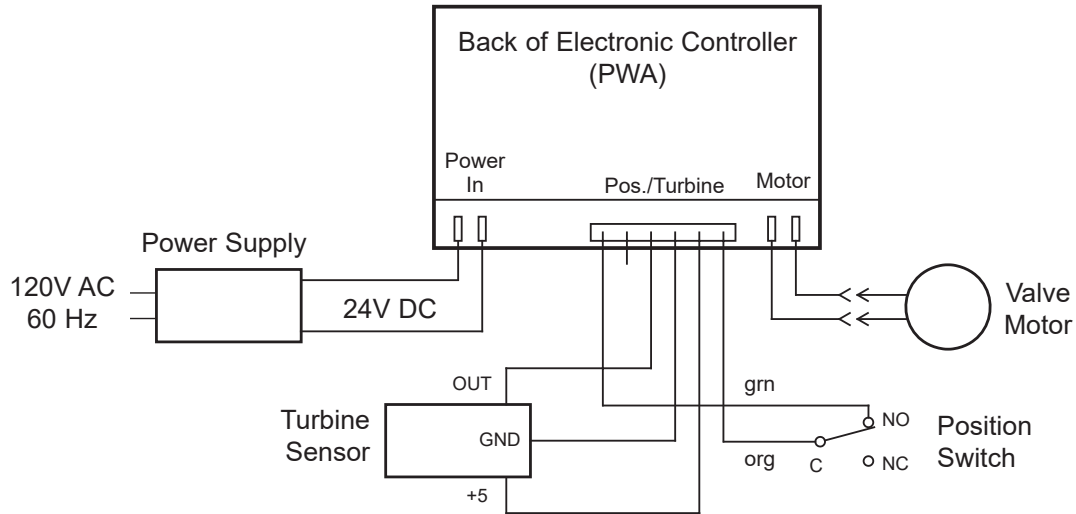 Back of Electronic Controller
(PWA)
Power
In
Pos./Turbine
Motor
Power Supply
120V AC
60 Hz
24V DC
Valve
Motor
OUT
Turbine
Sensor
GND
+5
grn
org
NO
C
NC
Position
Switch